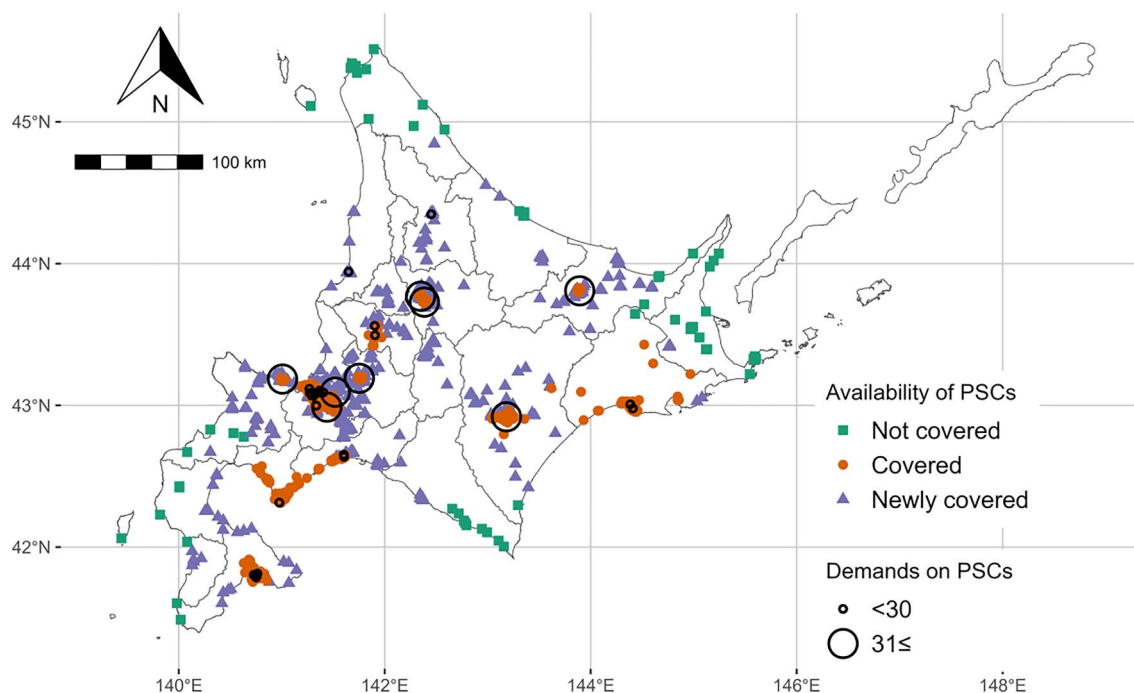 N
45°N
100 km
44°N
43°N
42°N
Availability of PSCs
Not covered
Covered
Newly covered
Demands on PSCs
<30
31≤
140°E
142°E
144°E
146°E
148°E